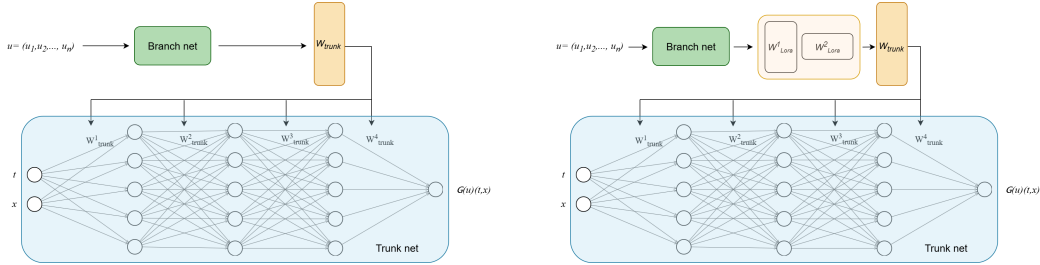 u= (u1,u2,..., un)
Branch net
Wtrunk
W1trunk
W2trunk
W3trunk
W4trunk
t
x
G(u)(t,x)
Trunk net
u= (u1,u2,..., un)
Branch net
W1Lora
W2Lora
Wtrunk
W1trunk
W2trunk
W3trunk
W4trunk
t
x
G(u)(t,x)
Trunk net